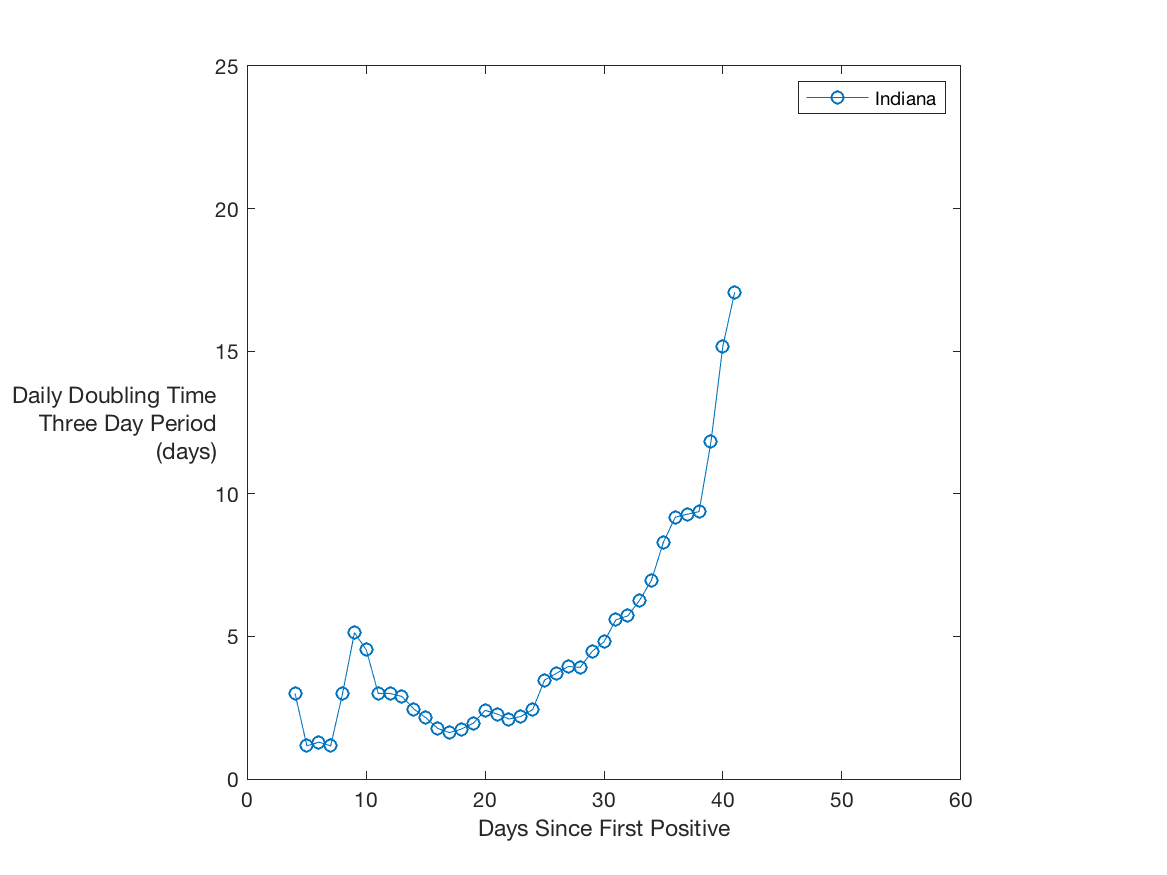 25
Indiana
20
15
Daily Doubling Time
Three Day Period
(days)
10
5
0
0 10 20 30 40 50 60
Days Since First Positive